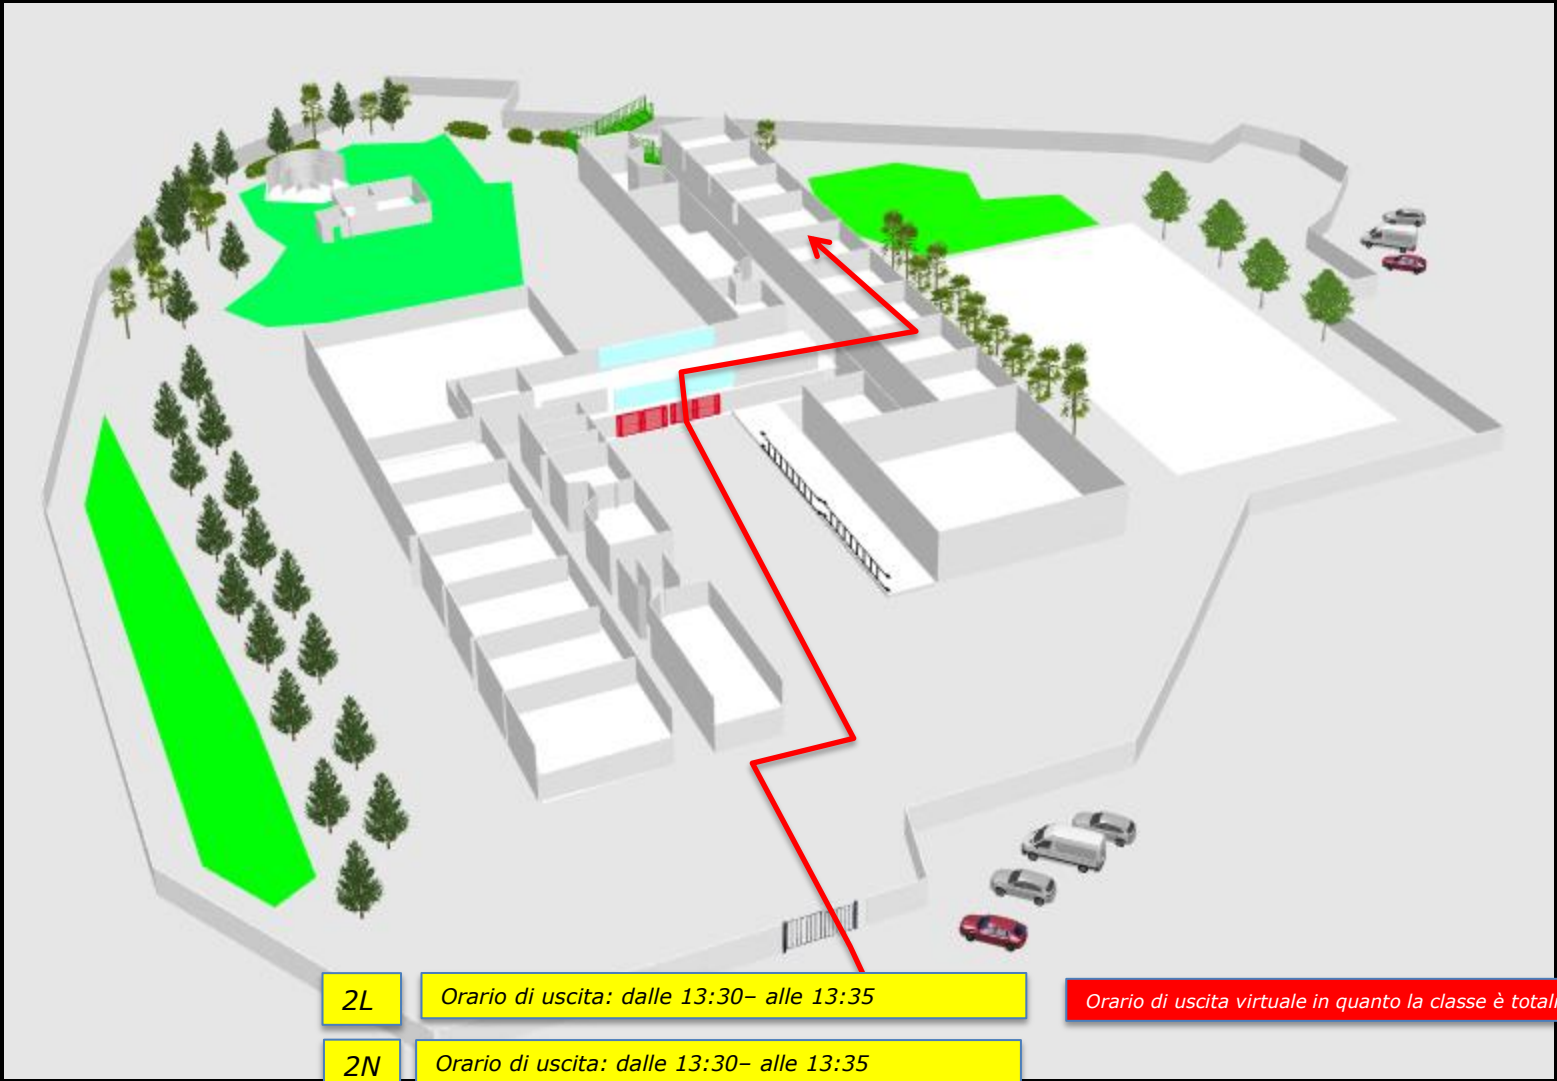 2L
Orario di uscita: dalle 13:30– alle 13:35
Orario di uscita virtuale in quanto la classe è
2N
Orario di uscita: dalle 13:30– alle 13:35